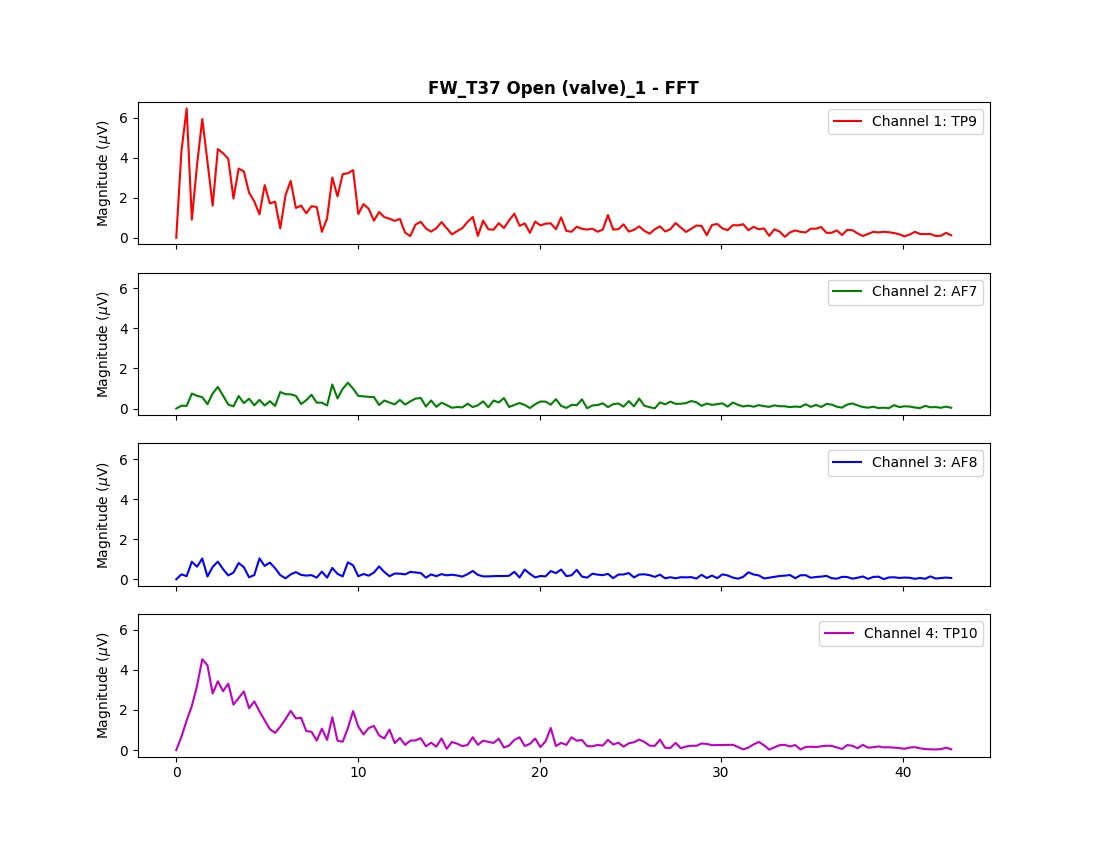 FW_T37 Open (valve)_1 - FFT
Magnitude (μV)
6
4
2
0
Channel 1: TP9
Magnitude (μV)
6
4
2
0
Channel 2: AF7
Magnitude (μV)
6
4
2
0
Channel 3: AF8
Magnitude (μV)
6
4
2
0
Channel 4: TP10
0 10 20 30 40